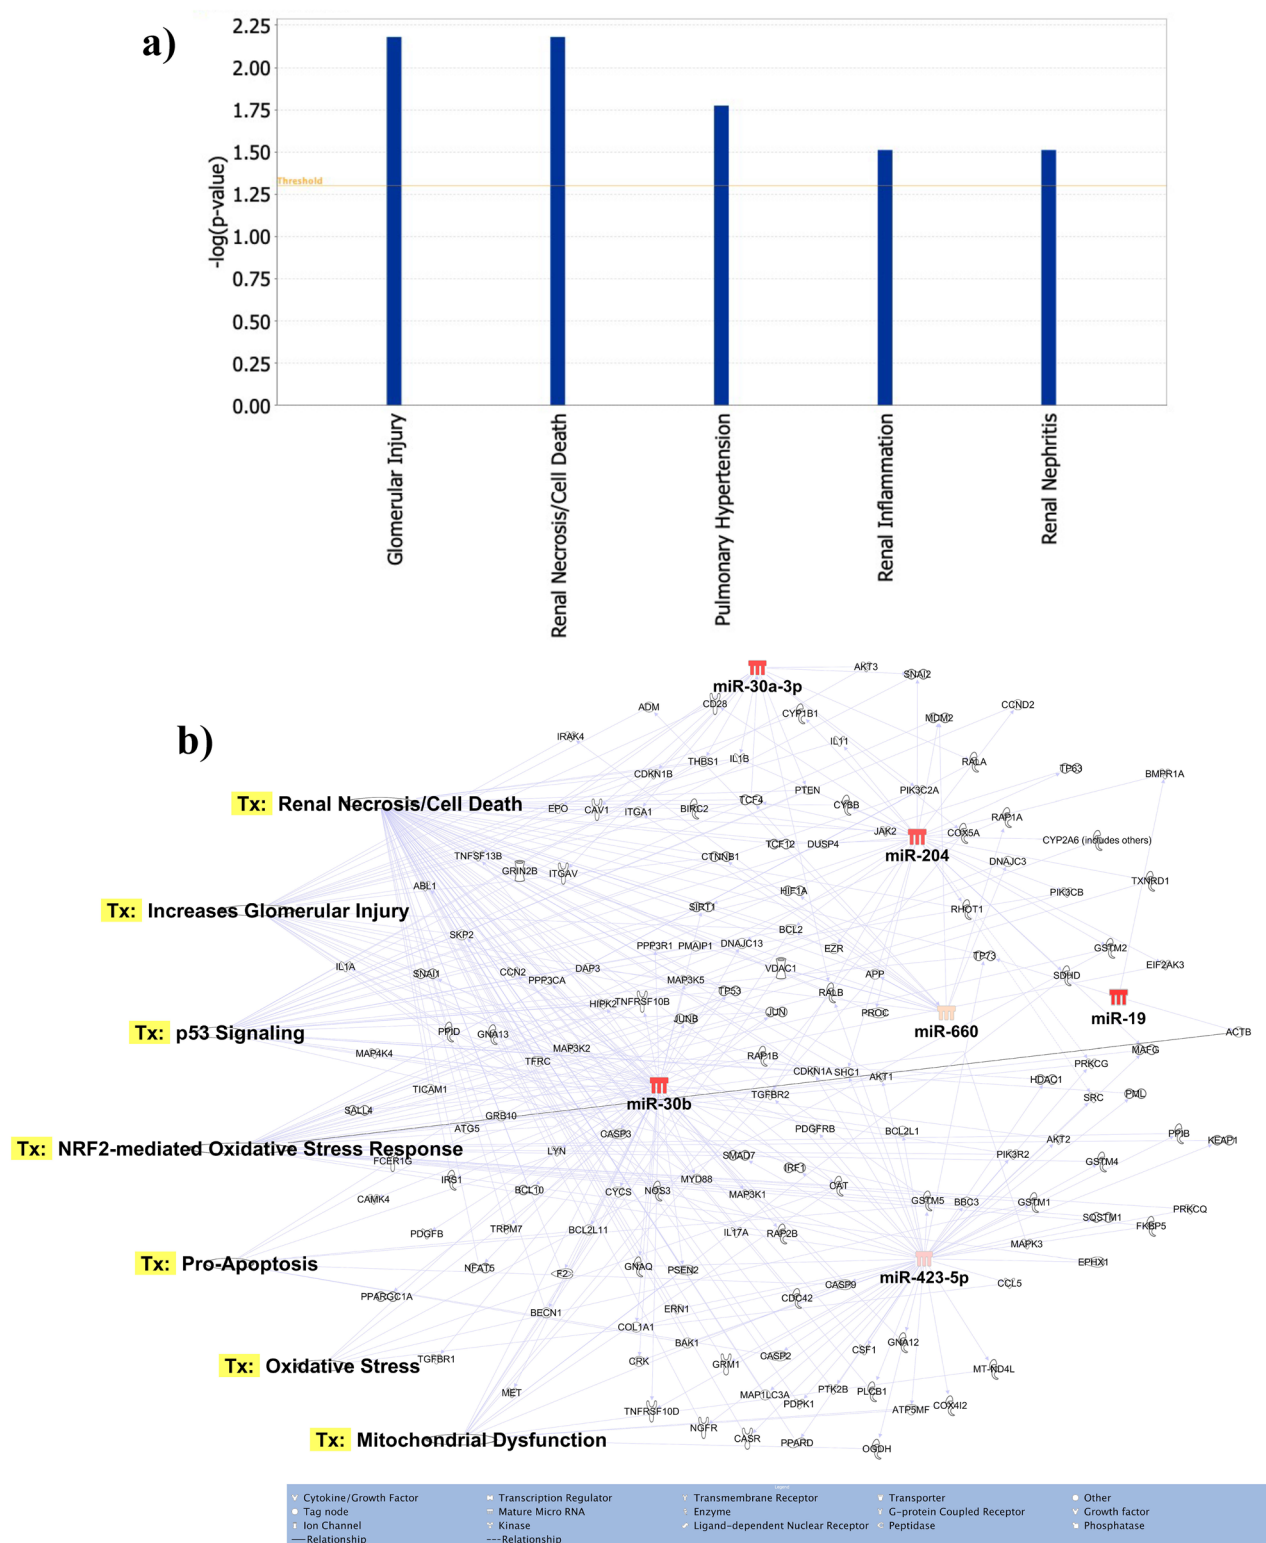 a)
2.25
2.00
1.75
1.50
1.25
1.00
0.75
0.50
0.25
0.00
-log(p-value)
Threshold
Glomerular Injury
Renal Necrosis/Cell Death
Pulmonary Hypertension
Renal Inflammation
Renal Nephritis
b)
miR-30a-3p
AKT3
SNAI2
ADM
CD28
CYP1B1
MDM2
CCND2
IRAK4
IL11
THBS1
IL1B
CDKN1B
RALA
TP63
BMPR1A
Tx: Renal Necrosis/Cell Death
EPO
CAV1
ITGA1
BIRC2
TCF4
PTEN
CYBB
PIK3C2A
RAP1A
JAK2
COX5A
CYP2A6 (includes others)
TCF12
DUSP4
miR-204
TNFSF13B
GRIN2B
ITGAV
CTNNB1
DNAJC3
ABL1
HIF1A
PIK3CB
TXNRD1
Tx: Increases Glomerular Injury
SIRT1
RHOT1
SKP2
BCL2
PPP3R1
PMAIP1
DNAJC13
EZR
TP73
GSTM2
IL1A
SNAI1
CCN2
DAP3
PPP3CA
MAP3K5
VDAC1
APP
SDHD
EIF2AK3
TP53
RALB
HIPK2
TNFRSF10B
JUNB
JUN
PROC
miR-660
miR-19
Tx: p53 Signaling
PPID
GNA13
ACTB
MAP4K4
MAP3K2
TFRC
RAP1B
MAFG
PRKCG
CDKN1A
SHC1
AKT1
HDAC1
TICAM1
miR-30b
TGFBR2
SRC
PML
SALL4
GRB10
ATG5
CASP3
PDGFRB
BCL2L1
AKT2
PPIB
KEAP1
Tx: NRF2-mediated Oxidative Stress Response
LYN
SMAD7
PIK3R2
FCER1G
IRF1
GSTM4
IRS1
MYD88
CAT
CAMK4
BCL10
CYCS
NOS3
MAP3K1
GSTM5
BBC3
GSTM1
PRKCQ
SQSTM1
FKBP5
PDGFB
TRPM7
BCL2L11
IL17A
RAP2B
MAPK3
Tx: Pro-Apoptosis
NFAT5
F2
GNAQ
PSEN2
EPHX1
miR-423-5p
CASP9
CCL5
PPARGC1A
CDC42
BECN1
ERN1
COL1A1
BAK1
GNA12
Tx: Oxidative Stress
TGFBR1
CRK
GRM1
CASP2
CSF1
MT-ND4L
MET
MAP1LC3A
PTK2B
PLCB1
PDPK1
TNFRSF10D
ATP5MF
COX4I2
Tx: Mitochondrial Dysfunction
NGFR
CASR
PPARD
OGDH
Legend
Cytokine/Growth Factor
Transcription Regulator
Transmembrane Receptor
Transporter
Other
Tag node
Mature Micro RNA
Enzyme
G-protein Coupled Receptor
Growth factor
Ion Channel
Kinase
Ligand-dependent Nuclear Receptor
Peptidase
Phosphatase
Relationship
Relationship